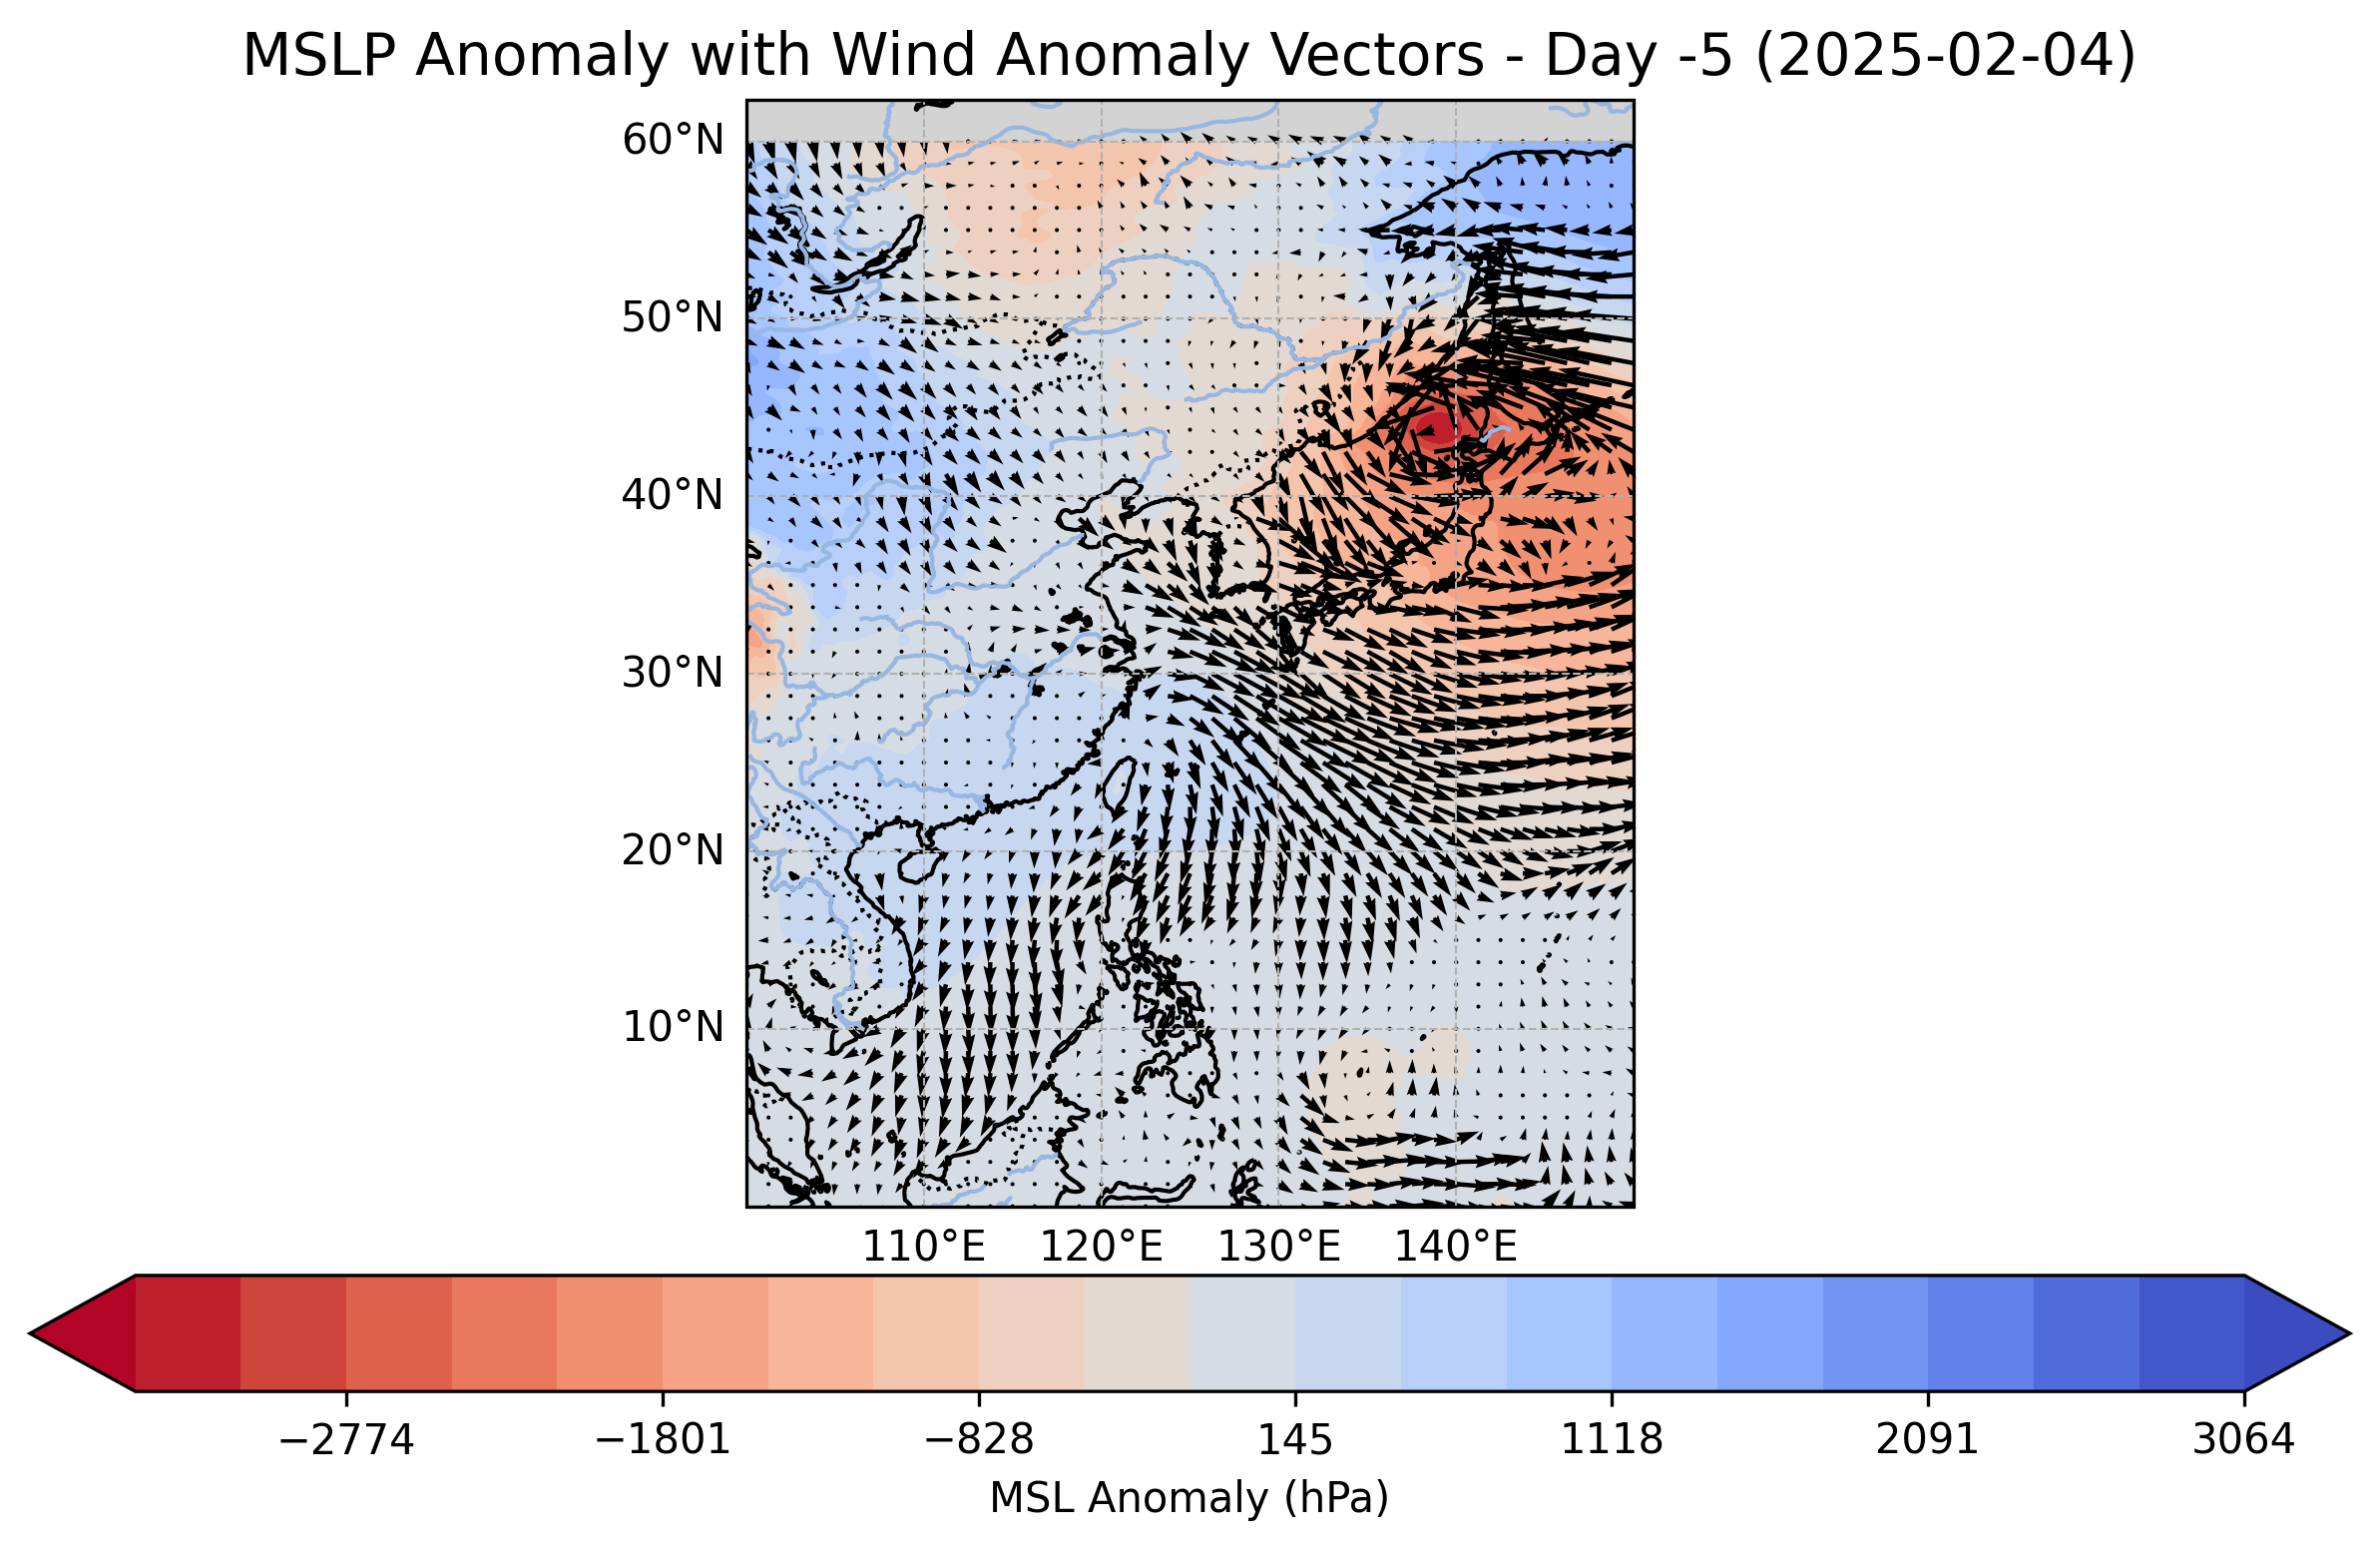 MSLP Anomaly with Wind Anomaly Vectors - Day -5 (2025-02-04)
60°N
50°N
40°N
30°N
20°N
10°N
110°E 120°E 130°E 140°E
−2774 −1801 −828 145 1118 2091 3064
MSL Anomaly (hPa)